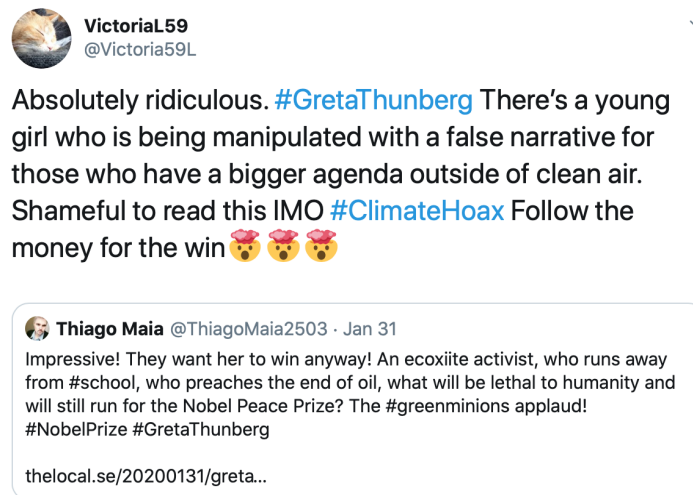 VictoriaL59
@Victoria59L
Absolutely ridiculous. #GretaThunberg There's a young
girl who is being manipulated with a false narrative for
those who have a bigger agenda outside of clean air.
Shameful to read this IMO #ClimateHoax Follow the
money for the win🤯🤯🤯
Thiago Maia @ThiagoMaia2503 · Jan 31
Impressive! They want her to win anyway! An ecoxiite activist, who runs away
from #school, who preaches the end of oil, what will be lethal to humanity and
will still run for the Nobel Peace Prize? The #greenminions applaud!
#NobelPrize #GretaThunberg
thelocal.se/20200131/greta...